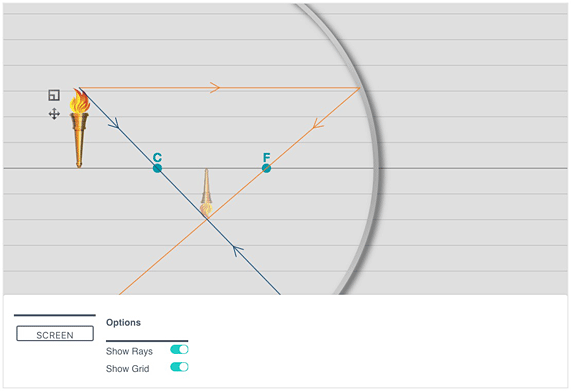 C
F
SCREEN
Options
Show Rays
Show Grid